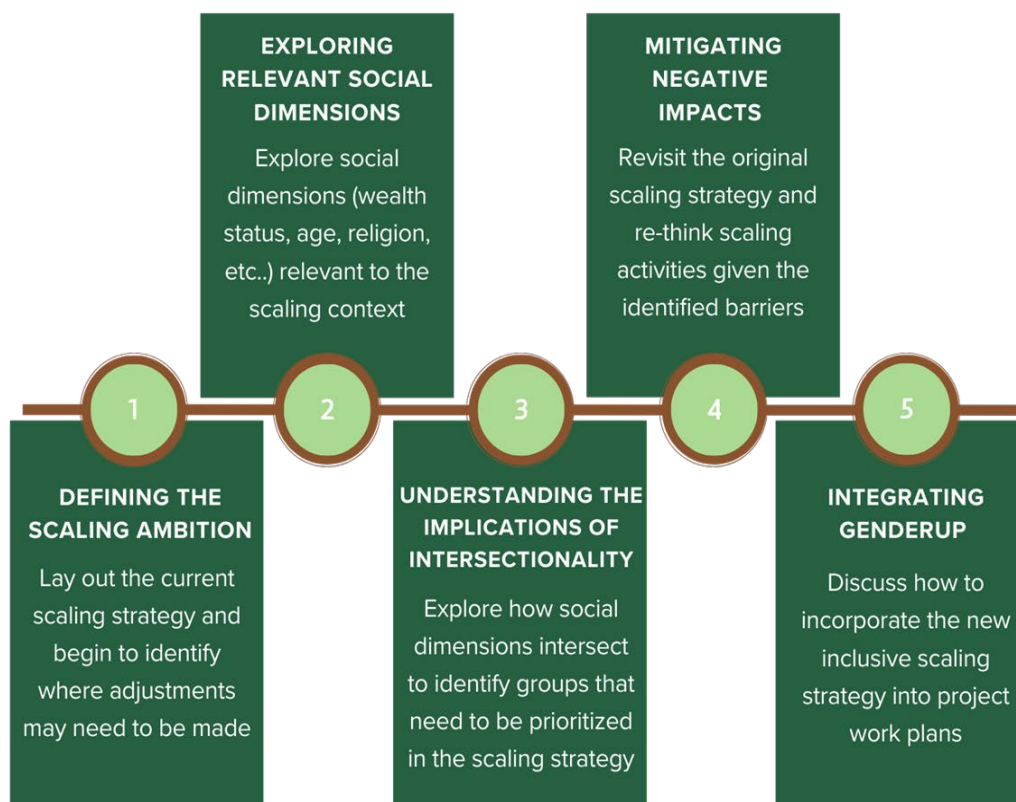 1
DEFINING THE
SCALING AMBITION
Lay out the current
scaling strategy and
begin to identify
where adjustments
may need to be made
2
EXPLORING
RELEVANT SOCIAL
DIMENSIONS
Explore social
dimensions (wealth
status, age, religion,
etc..) relevant to the
scaling context
3
UNDERSTANDING THE
IMPLICATIONS OF
INTERSECTIONALITY
Explore how social
dimensions intersect
to identify groups that
need to be prioritized
in the scaling strategy
4
MITIGATING
NEGATIVE
IMPACTS
Revisit the original
scaling strategy and
re-think scaling
activities given the
identified barriers
5
INTEGRATING
GENDERUP
Discuss how to
incorporate the new
inclusive scaling
strategy into project
work plans